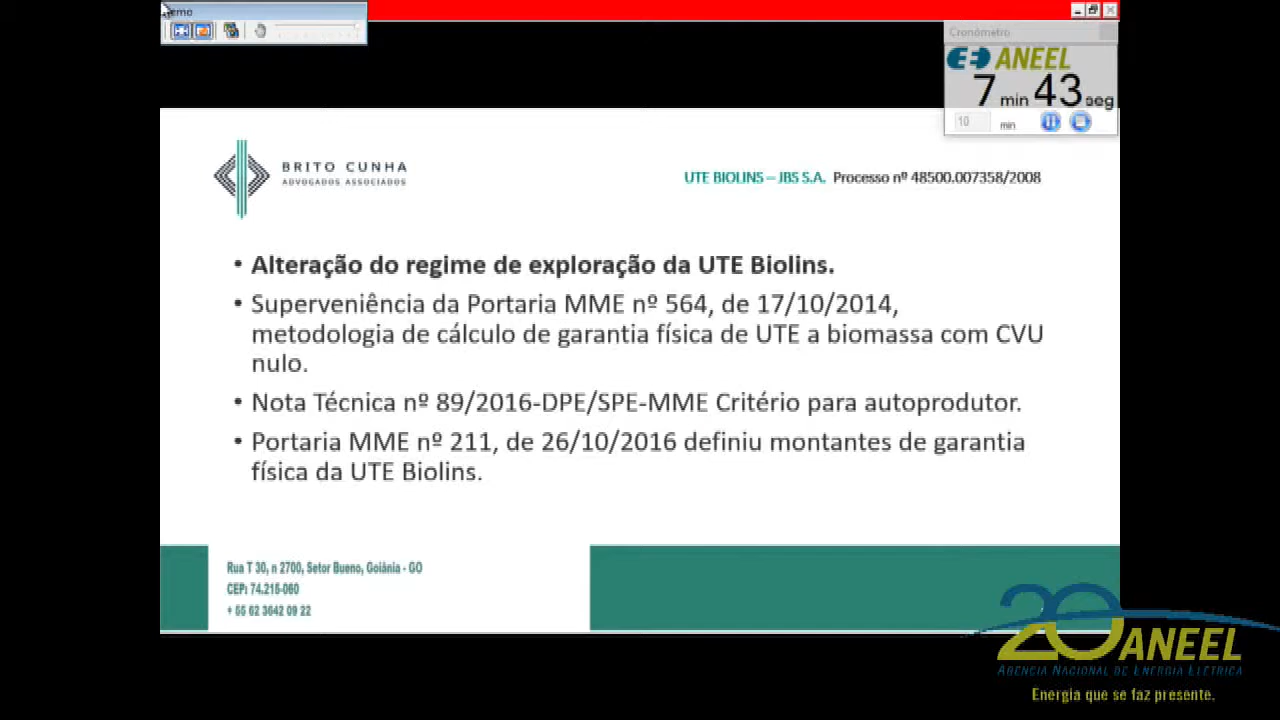 Cronômetro
ANEEL
7 min 43 seg
10 min
BRITO CUNHA
ADVOGADOS ASSOCIADOS
UTE BIOLINS – JBS S.A. Processo nº 48500.007358/2008
• Alteração do regime de exploração da UTE Biolins.
• Superveniência da Portaria MME nº 564, de 17/10/2014,
metodologia de cálculo de garantia física de UTE a biomassa com CVU
nulo.
• Nota Técnica nº 89/2016-DPE/SPE-MME Critério para autoprodutor.
• Portaria MME nº 211, de 26/10/2016 definiu montantes de garantia
física da UTE Biolins.
Rua T 30, n 2700, Setor Bueno, Goiânia - GO
CEP: 74.215-060
+ 55 62 3642 09 22
20 ANEEL
AGÊNCIA NACIONAL DE ENERGIA ELÉTRICA
Energia que se faz presente.